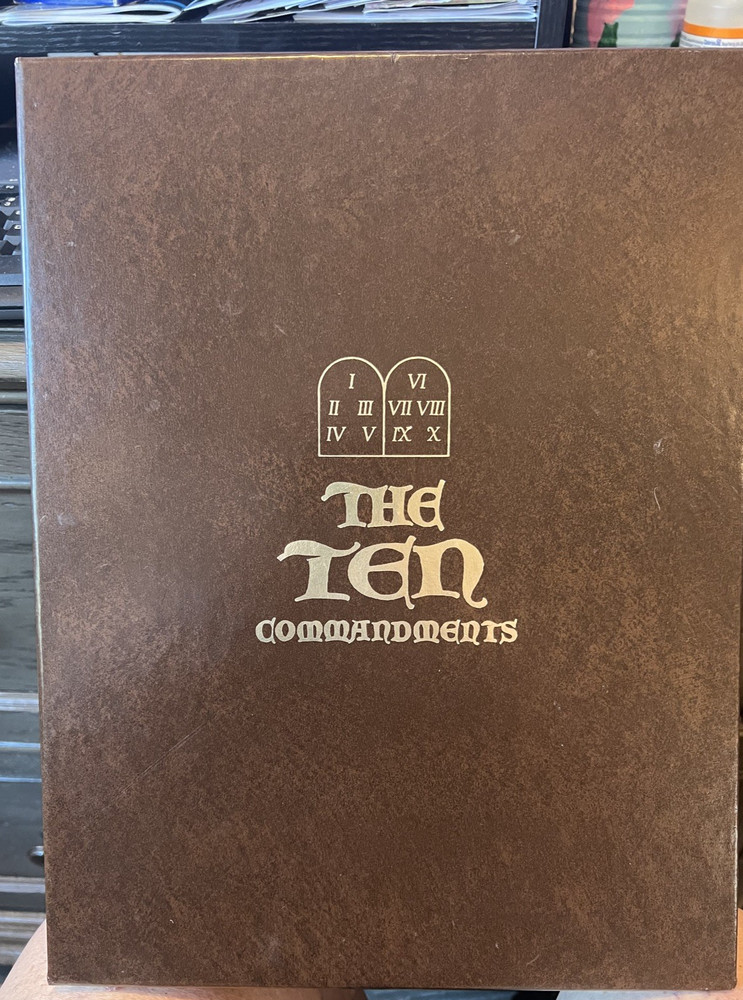 I VI
II III VII VIII
IV V IX X
THE
TEN
COMMANDMENTS